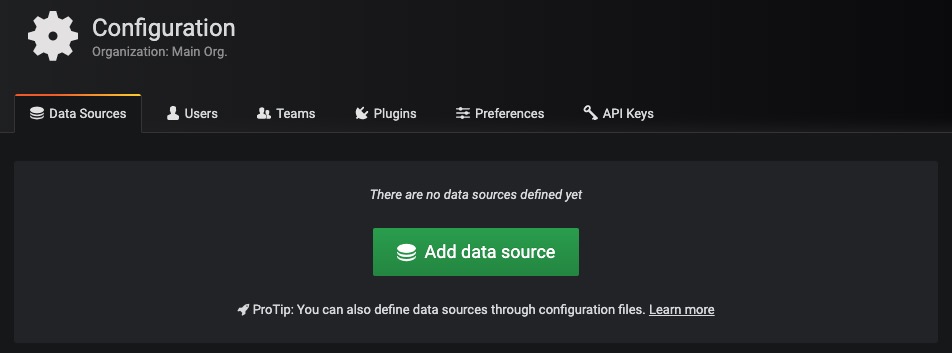 Configuration
Organization: Main Org.
Data Sources Users Teams Plugins Preferences API Keys
There are no data sources defined yet
Add data source
ProTip: You can also define data sources through configuration files. Learn more